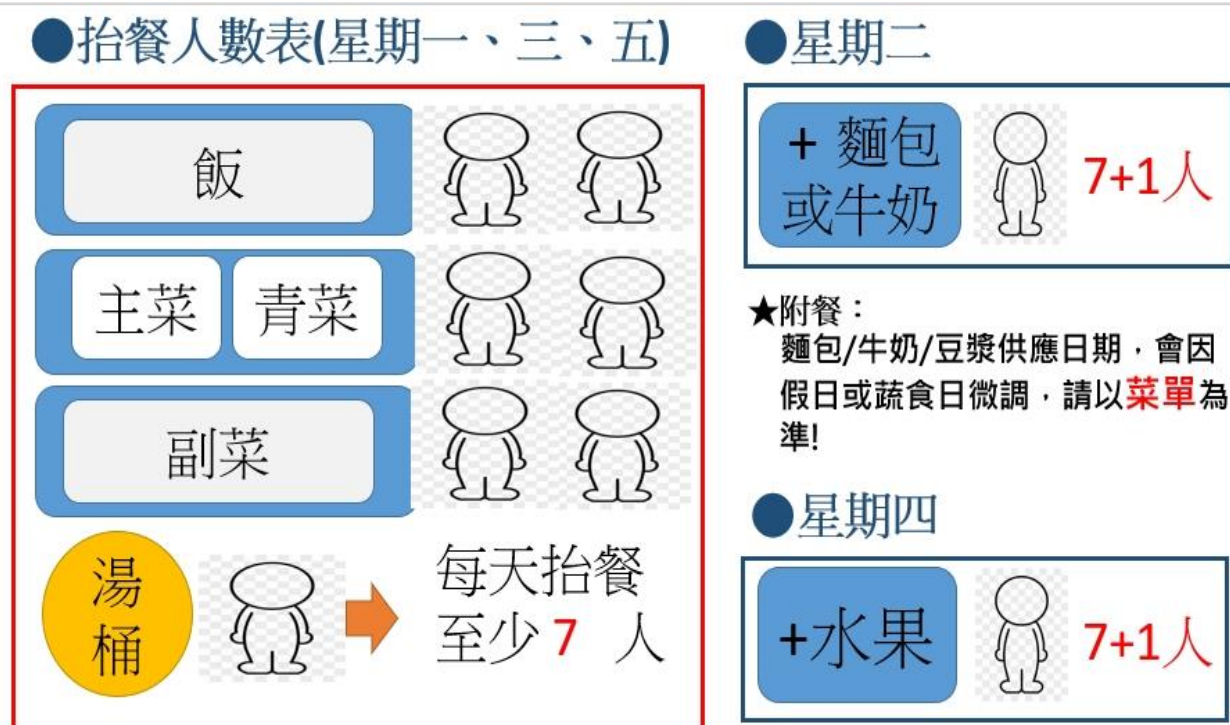 ●抬餐人數表(星期一、三、五)
飯
主菜
青菜
副菜
湯
桶
每天抬餐
至少 7 人
●星期二
+ 麵包
或牛奶
7+1人
★附餐：
麵包/牛奶/豆漿供應日期，會因
假日或蔬食日微調，請以菜單為
準!
●星期四
+水果
7+1人